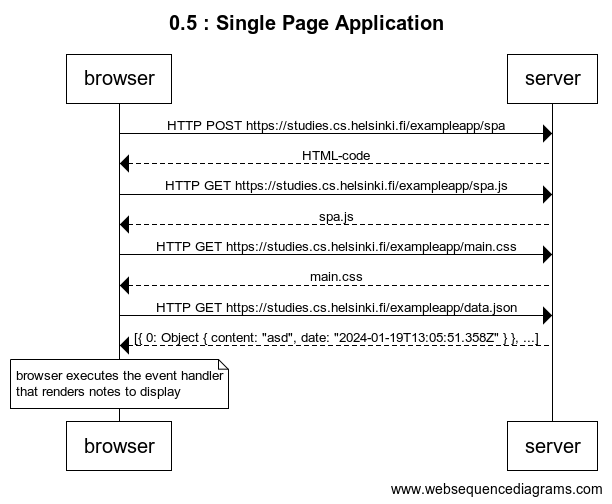 0.5 : Single Page Application
browser
server
HTTP POST https://studies.cs.helsinki.fi/exampleapp/spa
HTML-code
HTTP GET https://studies.cs.helsinki.fi/exampleapp/spa.js
spa.js
HTTP GET https://studies.cs.helsinki.fi/exampleapp/main.css
main.css
HTTP GET https://studies.cs.helsinki.fi/exampleapp/data.json
[{ 0: Object { content: "asd", date: "2024-01-19T13:05:51.358Z" } }, ...]
browser executes the event handler
that renders notes to display
browser
server
www.websequencediagrams.com